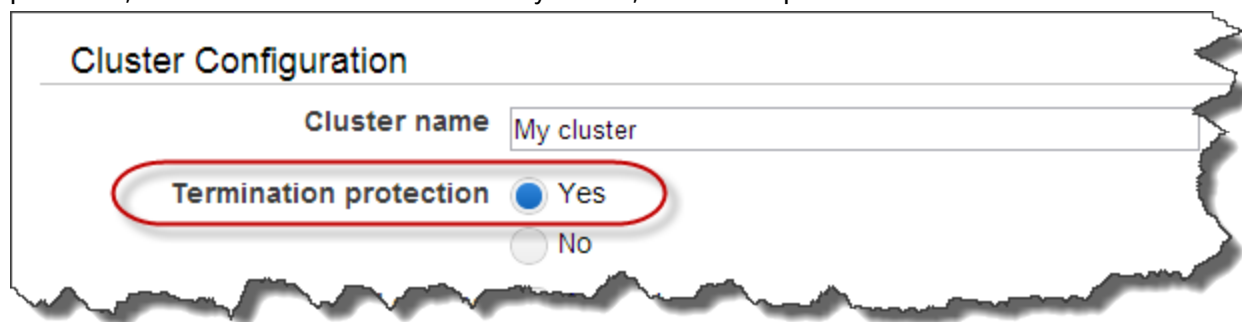 Cluster Configuration
Cluster name My cluster
Termination protection Yes
No